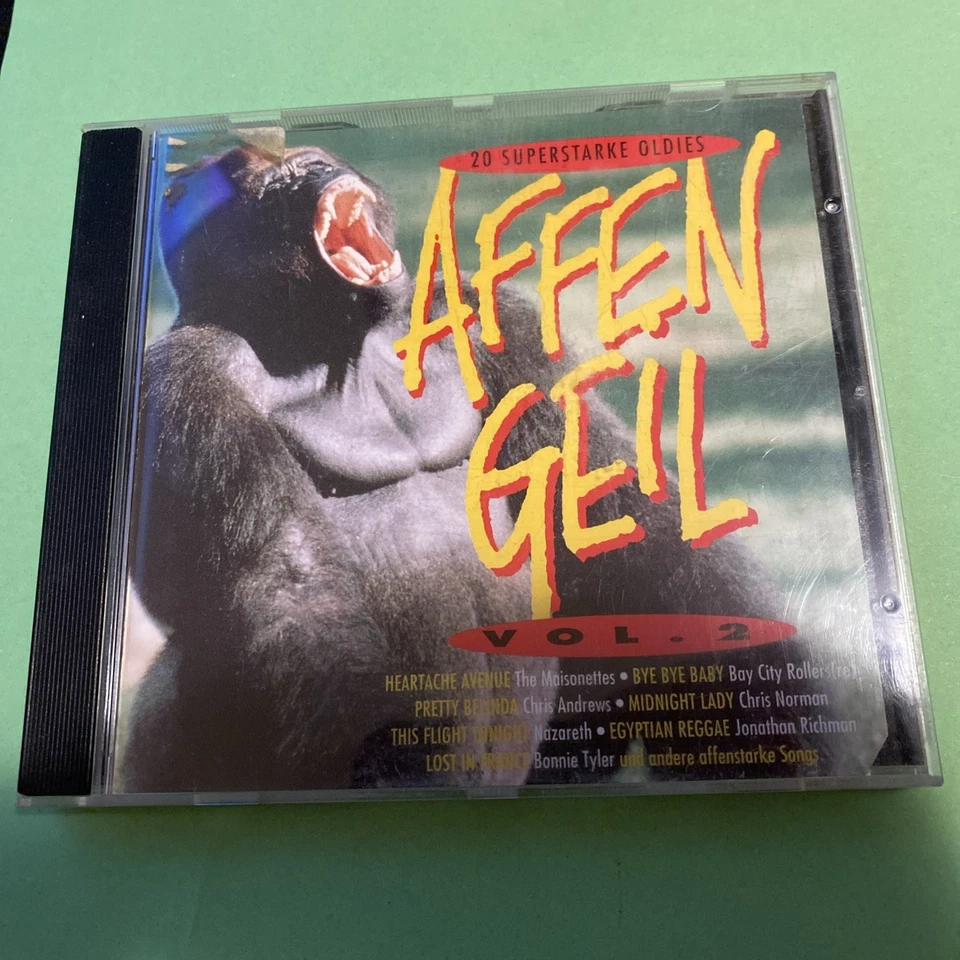 20 SUPERSTARKE OLDIES
AFFEN
GEIL
VOL. 2
HEARTACHE AVENUE The Maisonettes • BYE BYE BABY Bay City Rollers (re)
PRETTY BELINDA Chris Andrews • MIDNIGHT LADY Chris Norman
THIS FLIGHT TONIGHT Nazareth • EGYPTIAN REGGAE Jonathan Richman
LOST IN FRANCE Bonnie Tyler und andere affenstarke Songs